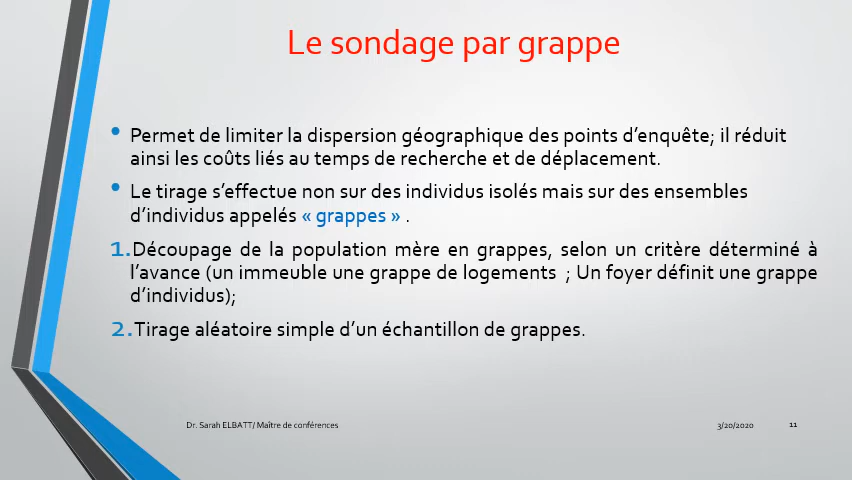 Le sondage par grappe
• Permet de limiter la dispersion géographique des points d’enquête; il réduit
ainsi les coûts liés au temps de recherche et de déplacement.
• Le tirage s’effectue non sur des individus isolés mais sur des ensembles
d’individus appelés « grappes » .
1.Découpage de la population mère en grappes, selon un critère déterminé à
l’avance (un immeuble une grappe de logements ; Un foyer définit une grappe
d’individus);
2.Tirage aléatoire simple d’un échantillon de grappes.
Dr. Sarah ELBATT/ Maître de conférences 3/20/2020 11